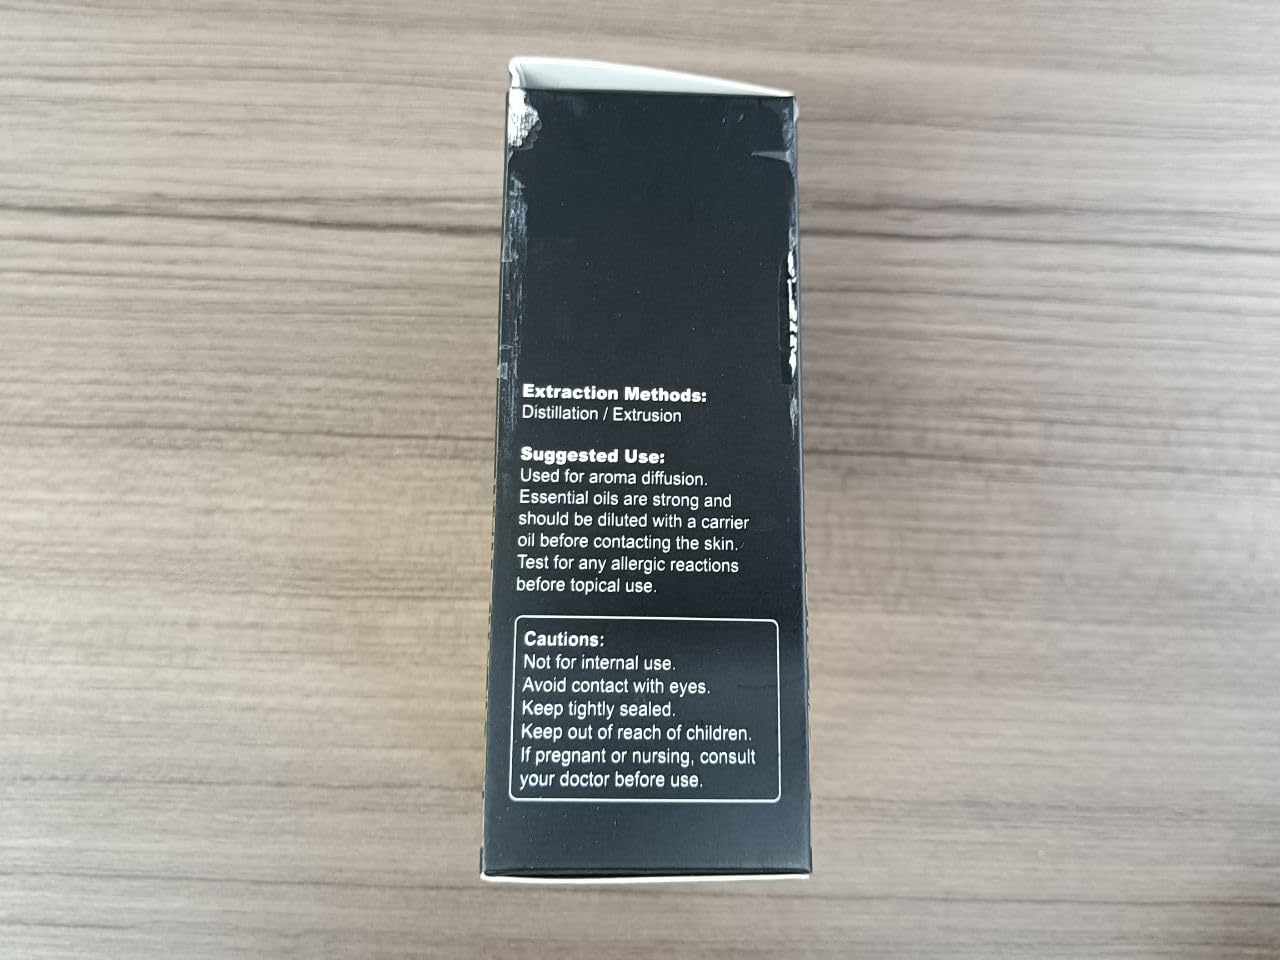 Extraction Methods:
Distillation / Extrusion
Suggested Use:
Used for aroma diffusion.
Essential oils are strong and
should be diluted with a carrier
oil before contacting the skin.
Test for any allergic reactions
before topical use.
Cautions:
Not for internal use.
Avoid contact with eyes.
Keep tightly sealed.
Keep out of reach of children.
If pregnant or nursing, consult
your doctor before use.